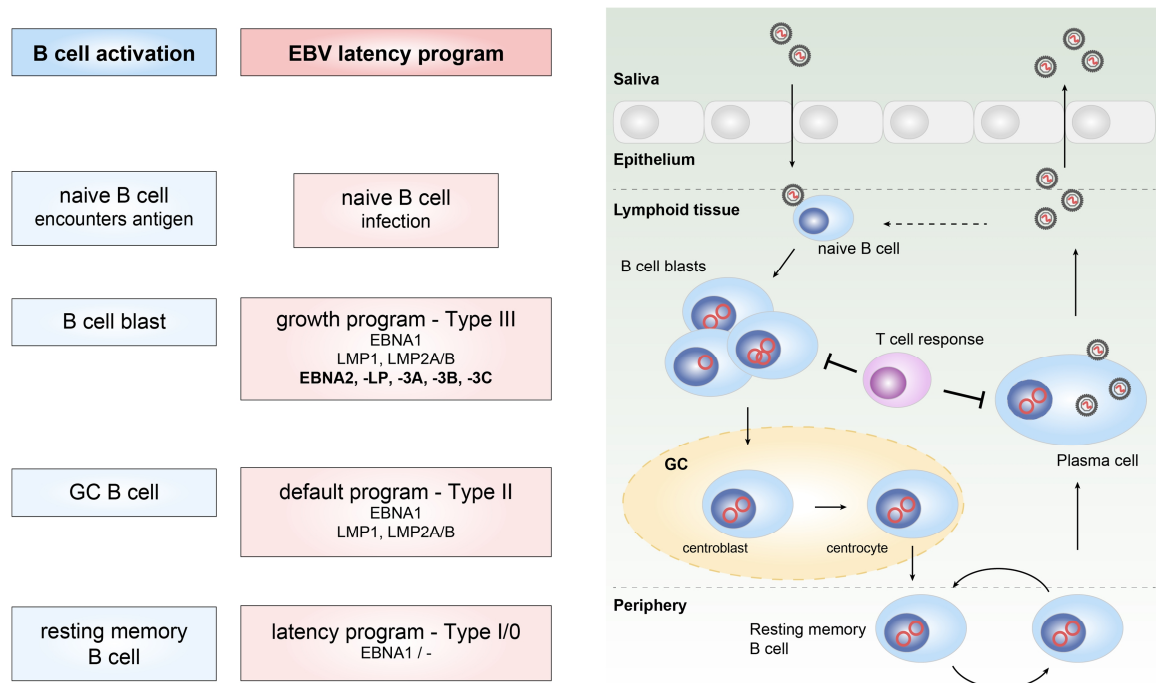 B cell activation
EBV latency program
naive B cell
encounters antigen
naive B cell
infection
B cell blast
growth program - Type III
EBNA1
LMP1, LMP2A/B
EBNA2, -LP, -3A, -3B, -3C
GC B cell
default program - Type II
EBNA1
LMP1, LMP2A/B
resting memory
B cell
latency program - Type I/0
EBNA1 / -
Saliva
Epithelium
Lymphoid tissue
naive B cell
B cell blasts
T cell response
Plasma cell
GC
centroblast
centrocyte
Periphery
Resting memory
B cell